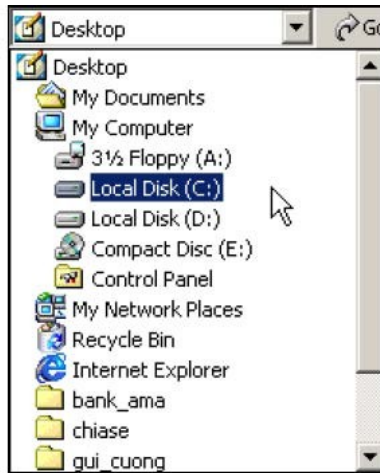 Desktop
Go
Desktop
My Documents
My Computer
3½ Floppy (A:)
Local Disk (C:)
Local Disk (D:)
Compact Disc (E:)
Control Panel
My Network Places
Recycle Bin
Internet Explorer
bank_ama
chiase
gui_cuong